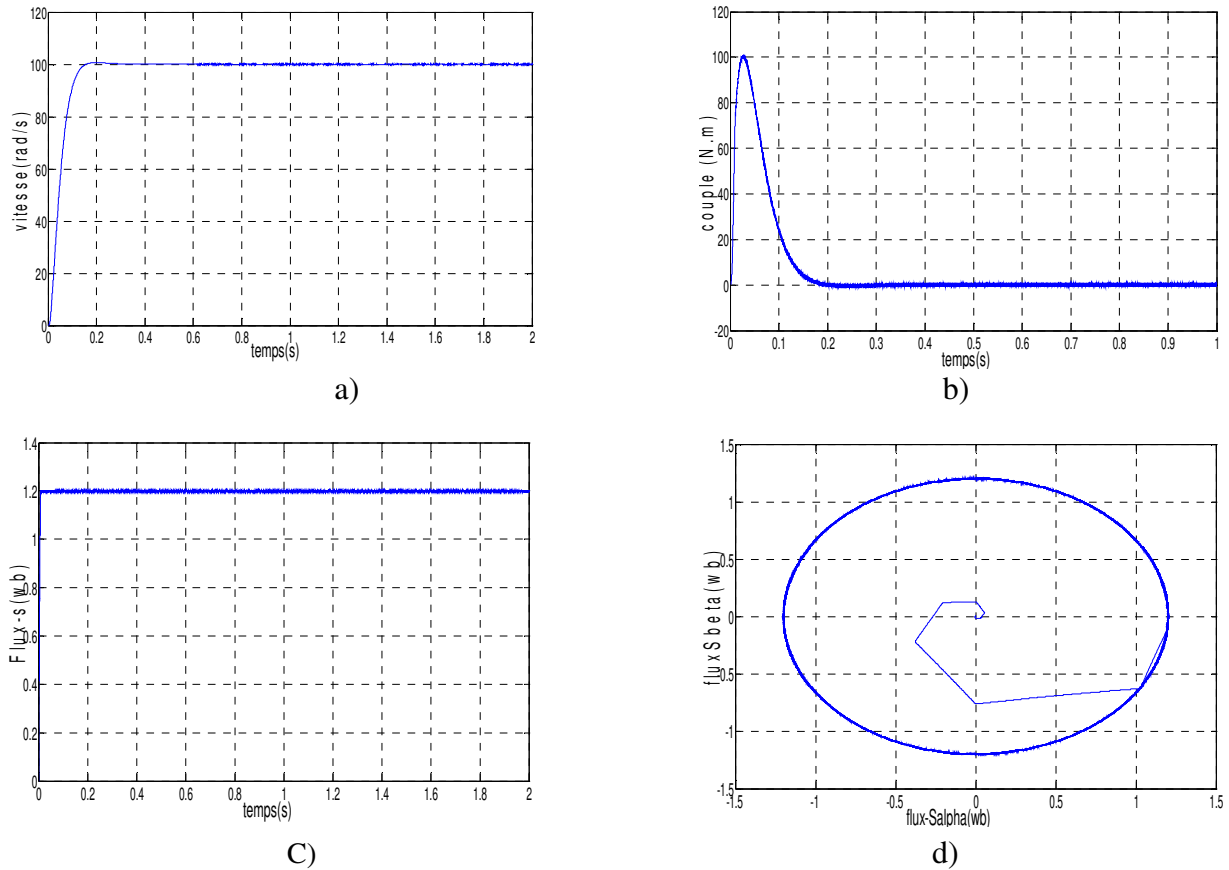 120
100
80
60
40
20
0
vitesse(rad/s)
0 0.2 0.4 0.6 0.8 1 1.2 1.4 1.6 1.8 2
temps(s)
a)
120
100
80
60
40
20
0
-20
couple (N.m)
0 0.1 0.2 0.3 0.4 0.5 0.6 0.7 0.8 0.9 1
temps(s)
b)
1.4
1.2
1
0.8
0.6
0.4
0.2
0
Flux-s(wb)
0 0.2 0.4 0.6 0.8 1 1.2 1.4 1.6 1.8 2
temps(s)
C)
1.5
1
0.5
0
-0.5
-1
-1.5
fluxSbeta(wb)
-1.5 -1 -0.5 0 0.5 1 1.5
flux-Salpha(wb)
d)